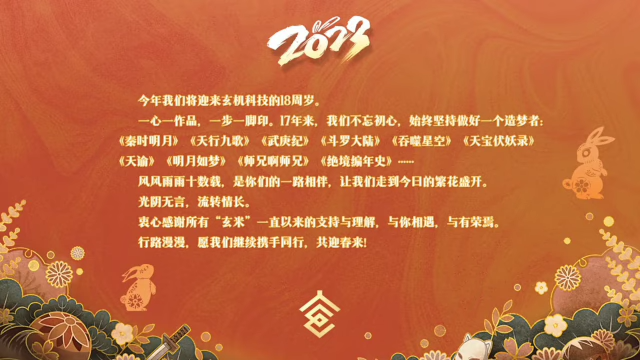 2023
今年我们将迎来玄机科技的18周岁。
一心一作品，一步一脚印。17年来，我们不忘初心，始终坚持做好一个造梦者：
《秦时明月》《天行九歌》《武庚纪》《斗罗大陆》《吞噬星空》《天宝伏妖录》
《天谕》《明月如梦》《师兄啊师兄》《绝境编年史》……
风风雨雨十数载，是你们的一路相伴，让我们走到今日的繁花盛开。
光阴无言，流转情长。
衷心感谢所有“玄米”一直以来的支持与理解，与你相遇，与有荣焉。
行路漫漫，愿我们继续携手同行，共迎春来！